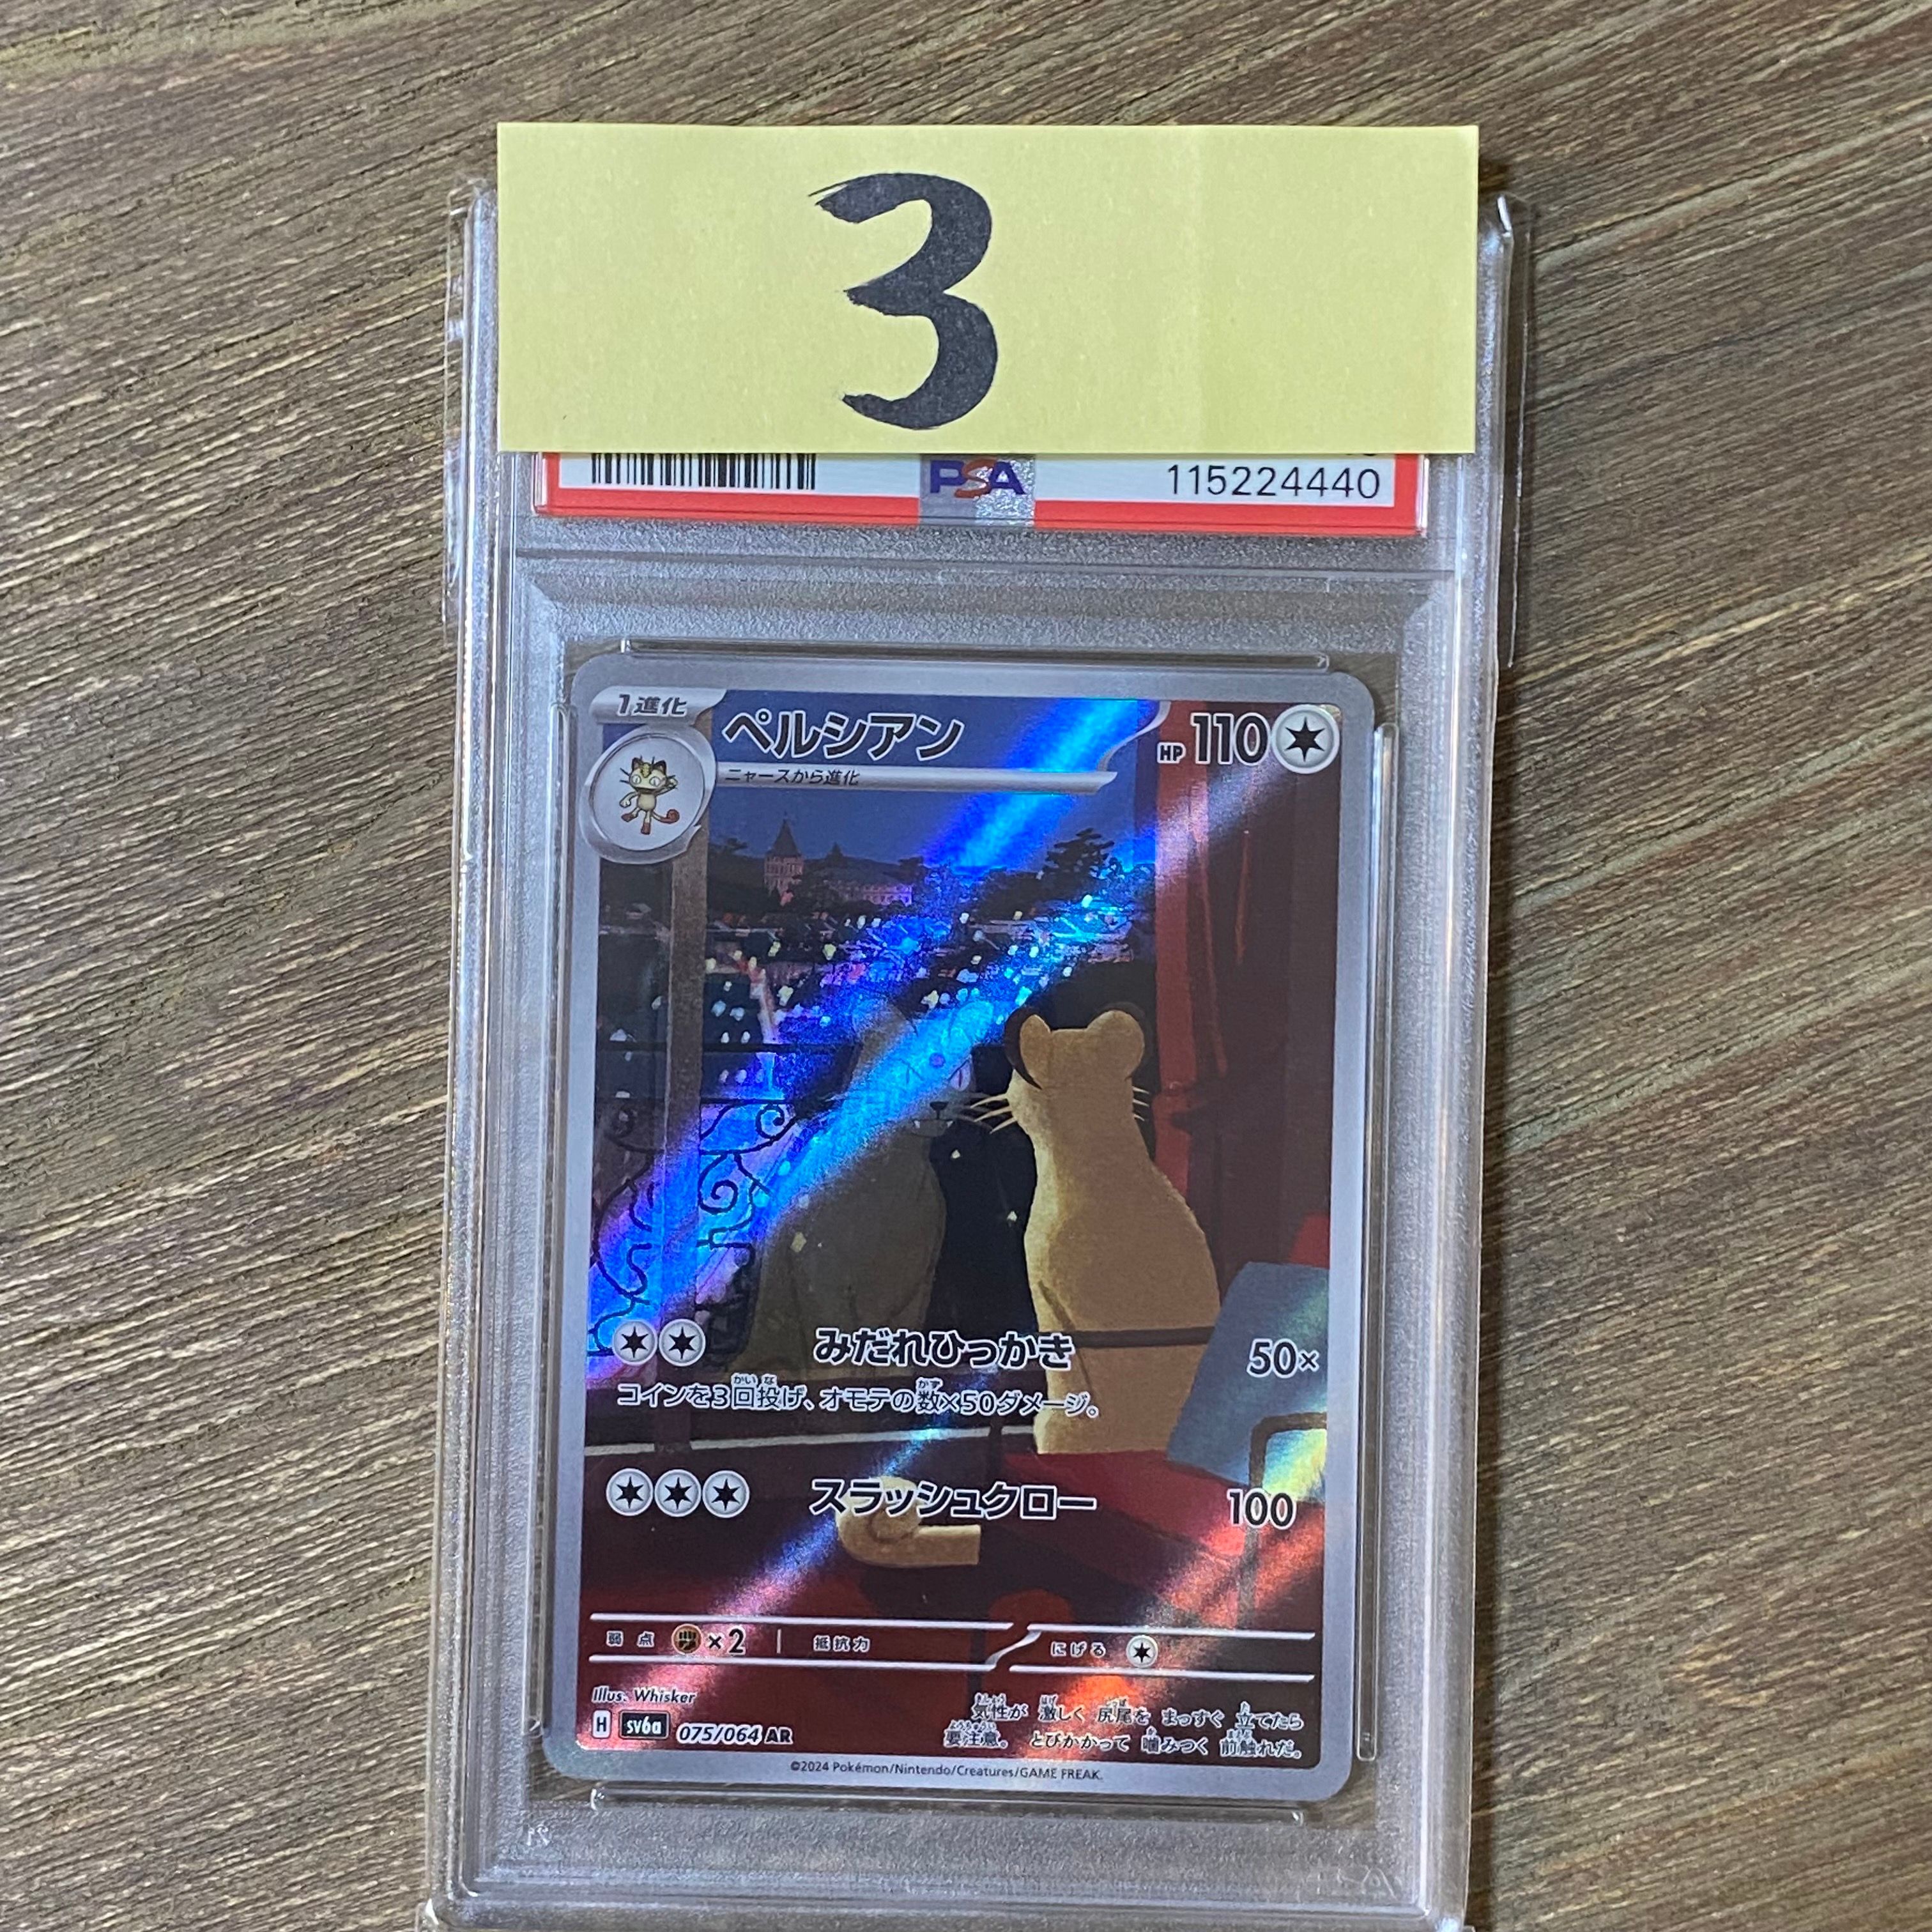 3
PSA
115224440
1進化
ペルシアン
HP 110
ニャースから進化
みだれひっかき 50×
コインを3回投げ、オモテの数×50ダメージ。
スラッシュクロー 100
弱点 ×2 抵抗力 にげる
Illus. Whisker
気性が 激しく 尻尾を まっすぐ 立てたら
H sv6a 075/064 AR
要注意。 とびかかって 噛みつく 前触れだ。
©2024 Pokémon/Nintendo/Creatures/GAME FREAK.